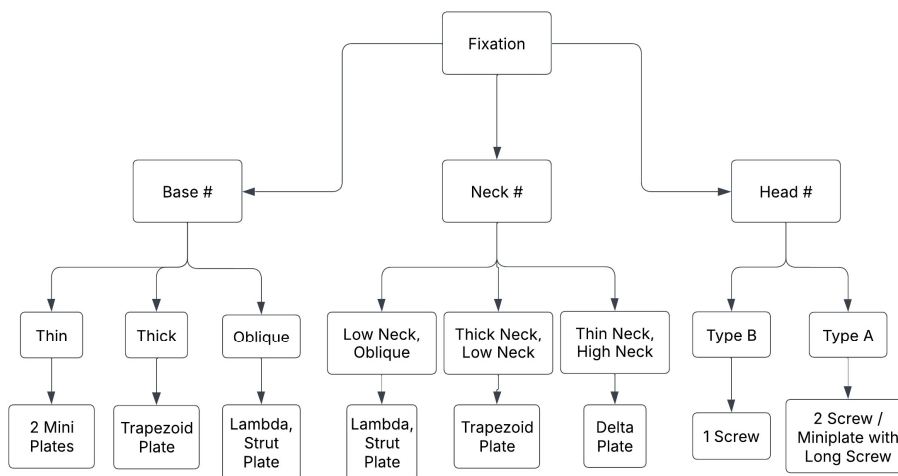 Fixation
Base #
Neck #
Head #
Thin
Thick
Oblique
Low Neck,
Oblique
Thick Neck,
Low Neck
Thin Neck,
High Neck
Type B
Type A
2 Mini
Plates
Trapezoid
Plate
Lambda,
Strut
Plate
Lambda,
Strut
Plate
Trapezoid
Plate
Delta
Plate
1 Screw
2 Screw /
Miniplate with
Long Screw